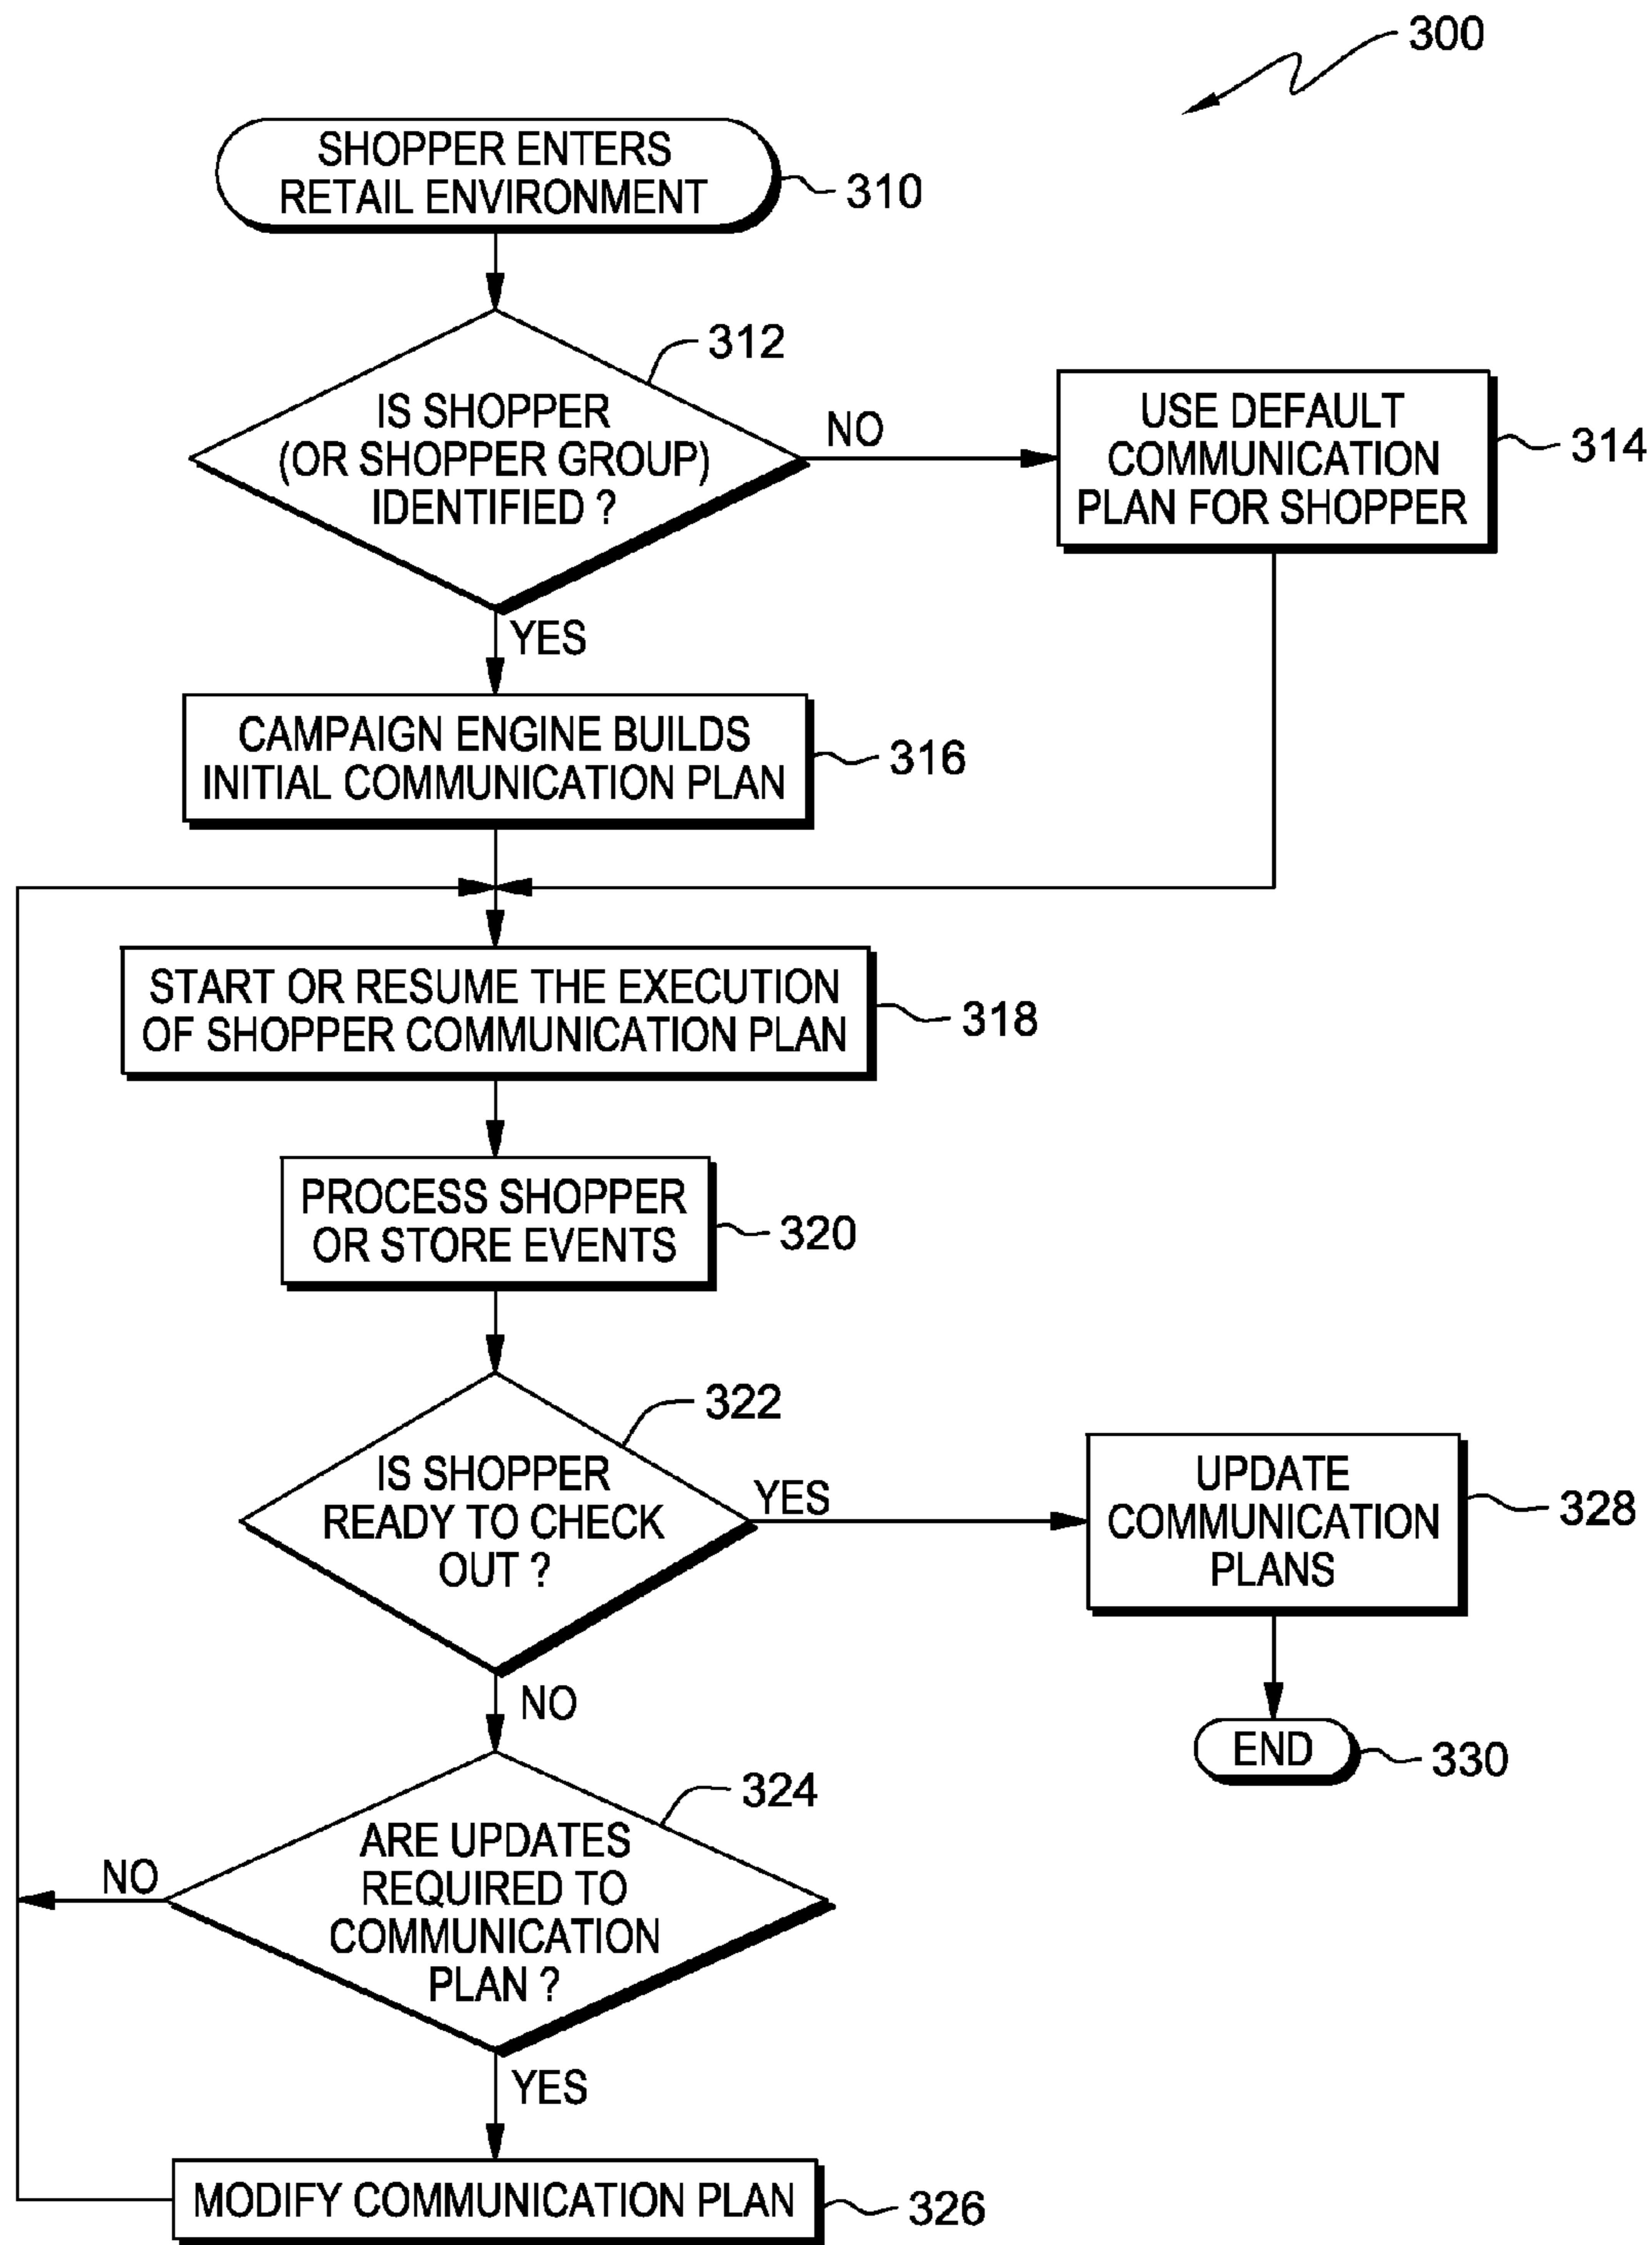 300
SHOPPER ENTERS
RETAIL ENVIRONMENT
310
312
IS SHOPPER
(OR SHOPPER GROUP)
IDENTIFIED ?
NO
USE DEFAULT
COMMUNICATION
PLAN FOR SHOPPER
314
YES
CAMPAIGN ENGINE BUILDS
INITIAL COMMUNICATION PLAN
316
START OR RESUME THE EXECUTION
OF SHOPPER COMMUNICATION PLAN
318
PROCESS SHOPPER
OR STORE EVENTS
320
322
IS SHOPPER
READY TO CHECK
OUT ?
YES
UPDATE
COMMUNICATION
PLANS
328
NO
END
330
324
ARE UPDATES
REQUIRED TO
COMMUNICATION
PLAN ?
NO
YES
MODIFY COMMUNICATION PLAN
326